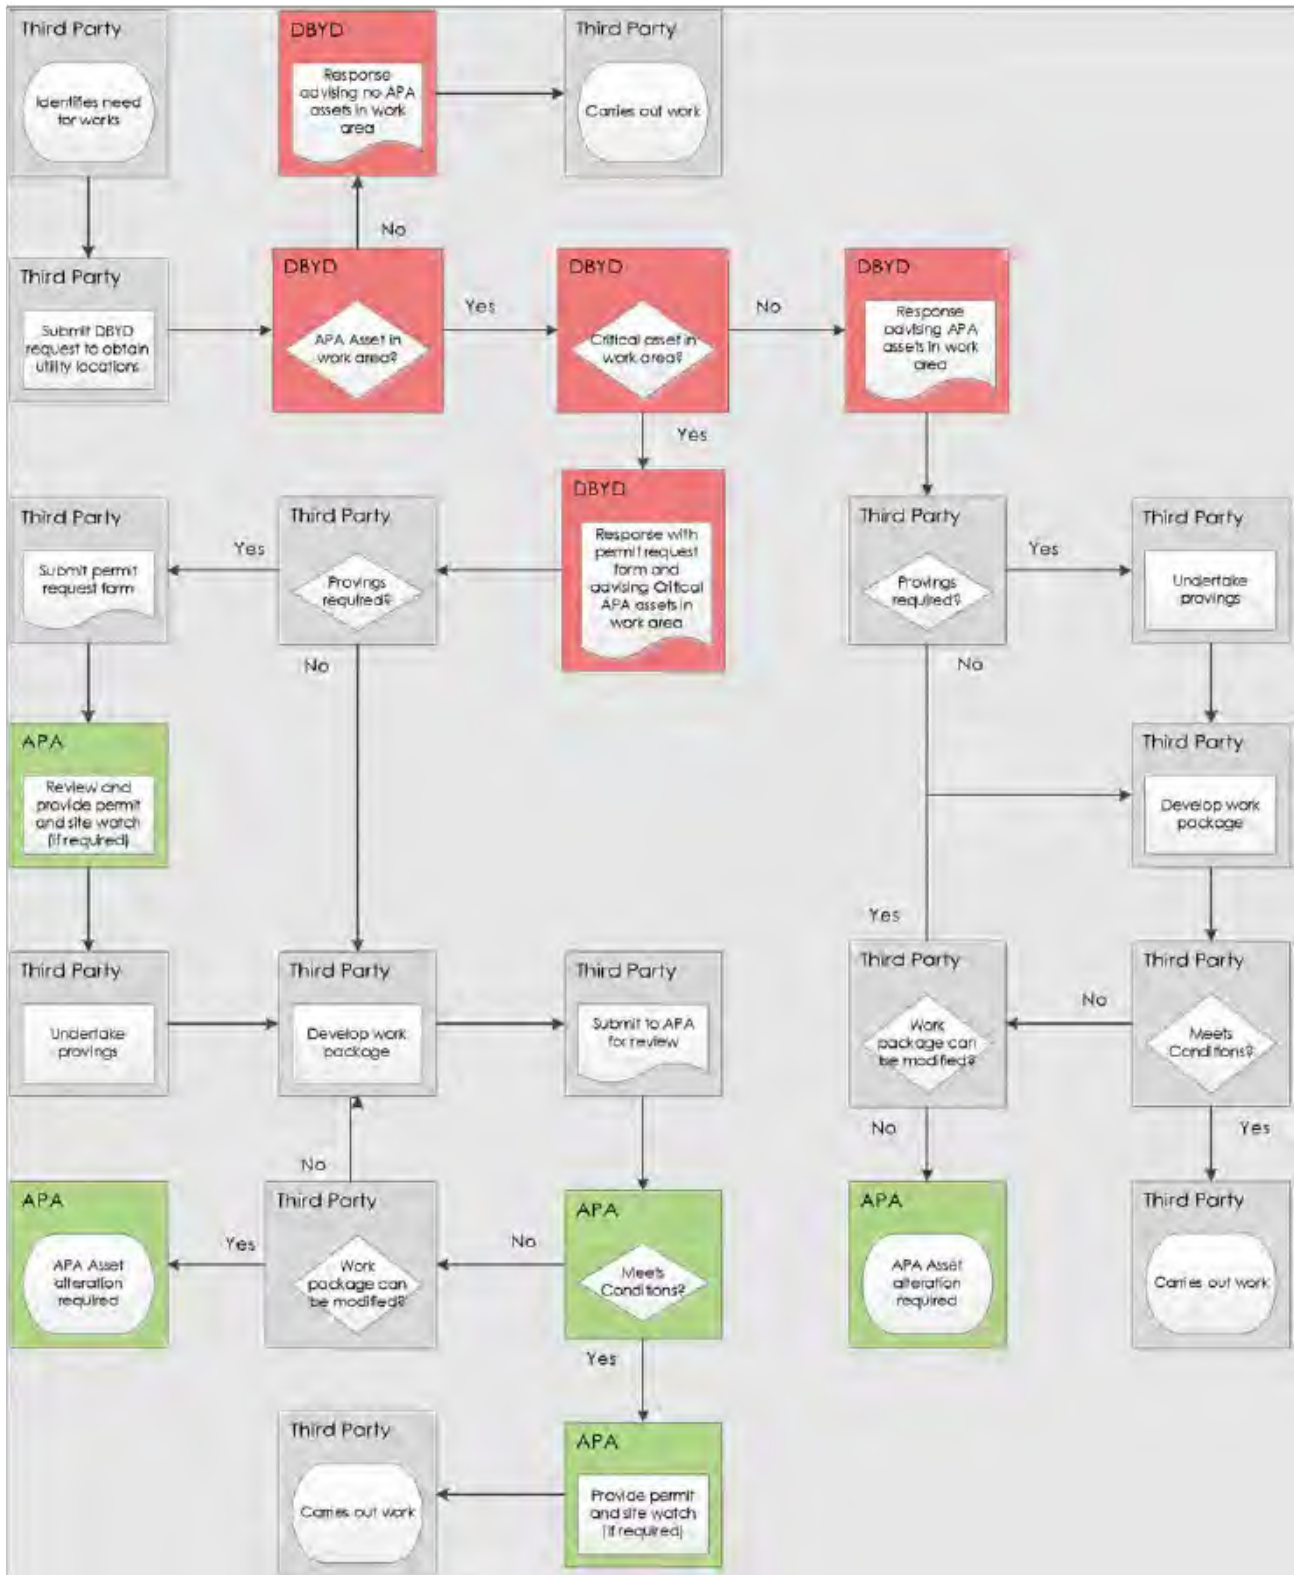 Third Party
Identifies need
for works
DBYD
Response
advising no APA
assets in work
area
Third Party
Carries out work
No
Third Party
Submit DBYD
request to obtain
utility locations
DBYD
APA Asset in
work area?
Yes
DBYD
Critical asset in
work area?
No
DBYD
Response
advising APA
assets in work
area
Yes
Third Party
Submit permit
request form
Yes
Third Party
Provings
required?
DBYD
Response with
permit request
form and
advising Critical
APA assets in
work area
Third Party
Provings
required?
Yes
Third Party
Undertake
provings
No
No
APA
Review and
provide permit
and site watch
(if required)
Third Party
Develop work
package
Yes
Third Party
Undertake
provings
Third Party
Develop work
package
Third Party
Submit to APA
for review
Third Party
Work
package can
be modified?
No
Third Party
Meets
Conditions?
No
Yes
No
APA
APA Asset
alteration
required
Yes
Third Party
Work
package can
be modified?
No
APA
Meets
Conditions?
APA
APA Asset
alteration
required
Third Party
Carries out work
Yes
Third Party
Carries out work
APA
Provide permit
and site watch
(if required)